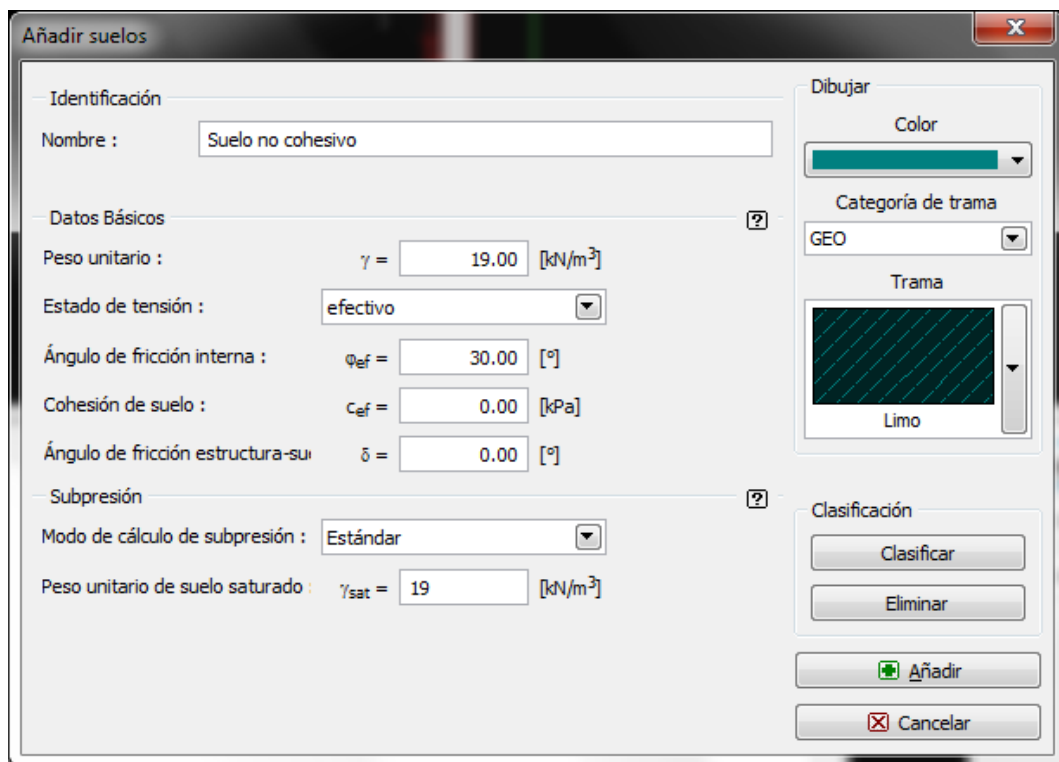 Añadir suelos
Identificación
Nombre : Suelo no cohesivo
Datos Básicos
Peso unitario : γ = 19.00 [kN/m³]
Estado de tensión : efectivo
Ángulo de fricción interna : φef = 30.00 [º]
Cohesión de suelo : cef = 0.00 [kPa]
Ángulo de fricción estructura-su δ = 0.00 [º]
Subpresión
Modo de cálculo de subpresión : Estándar
Peso unitario de suelo saturado : γsat = 19 [kN/m³]
Dibujar
Color
Categoría de trama
GEO
Trama
Limo
Clasificación
Clasificar
Eliminar
Añadir
Cancelar